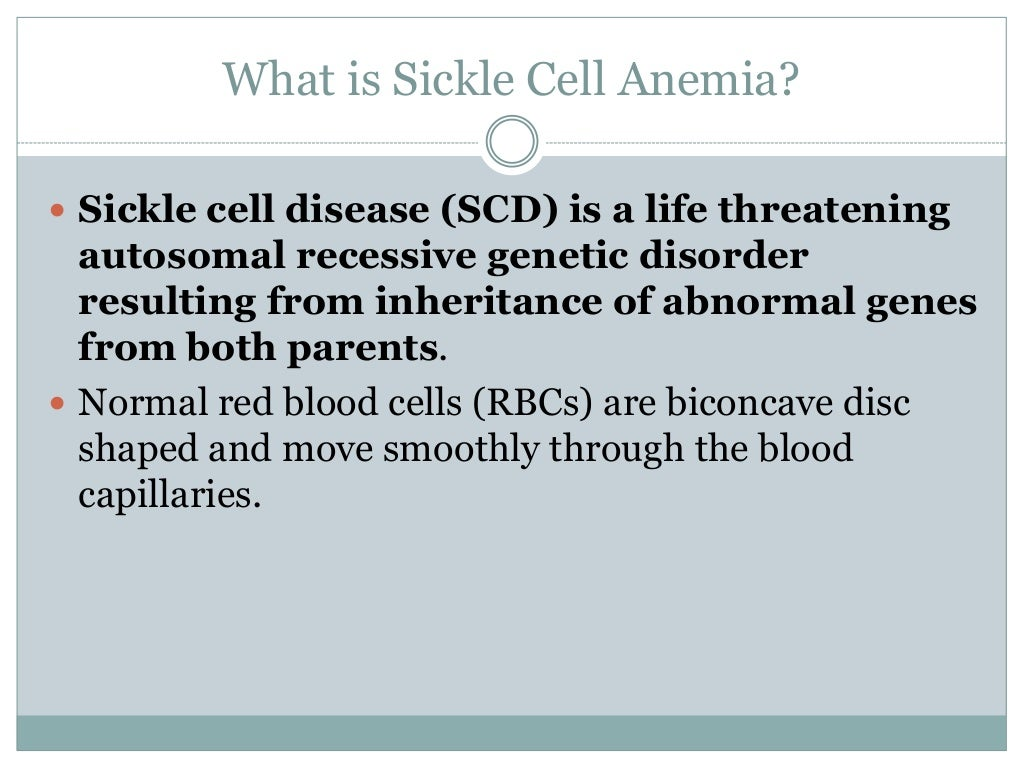 What is Sickle Cell Anemia?
• Sickle cell disease (SCD) is a life threatening
autosomal recessive genetic disorder
resulting from inheritance of abnormal genes
from both parents.
• Normal red blood cells (RBCs) are biconcave disc
shaped and move smoothly through the blood
capillaries.